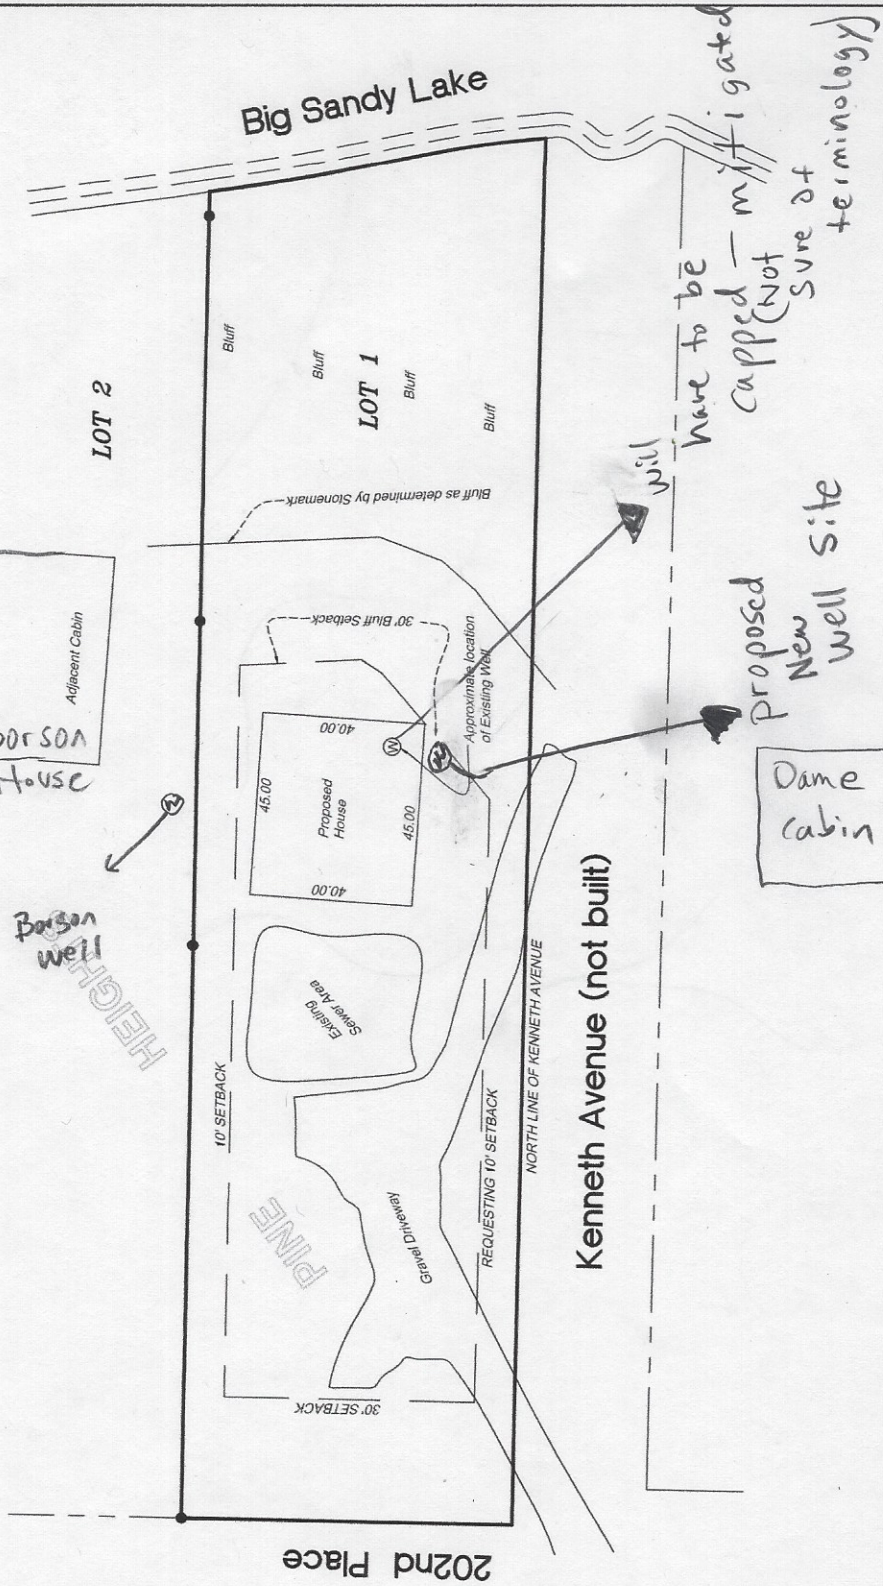 Big Sandy Lake
have to be
capped — mitigated
(Not
sure of
terminology)
will
LOT 2
Bluff
Bluff
LOT 1
Bluff
Bluff
Bluff as determined by Stonemark
30' Bluff Setback
Approximate location
of Existing Well
Adjacent Cabin
House
40.00
45.00
Proposed
House
45.00
40.00
W
Proposed
New
Well Site
Dame
cabin
Borson
well
HEIGHTS
Existing
Sewer Area
10' SETBACK
PINE
Gravel Driveway
REQUESTING 10' SETBACK
NORTH LINE OF KENNETH AVENUE
Kenneth Avenue (not built)
30' SETBACK
202nd Place